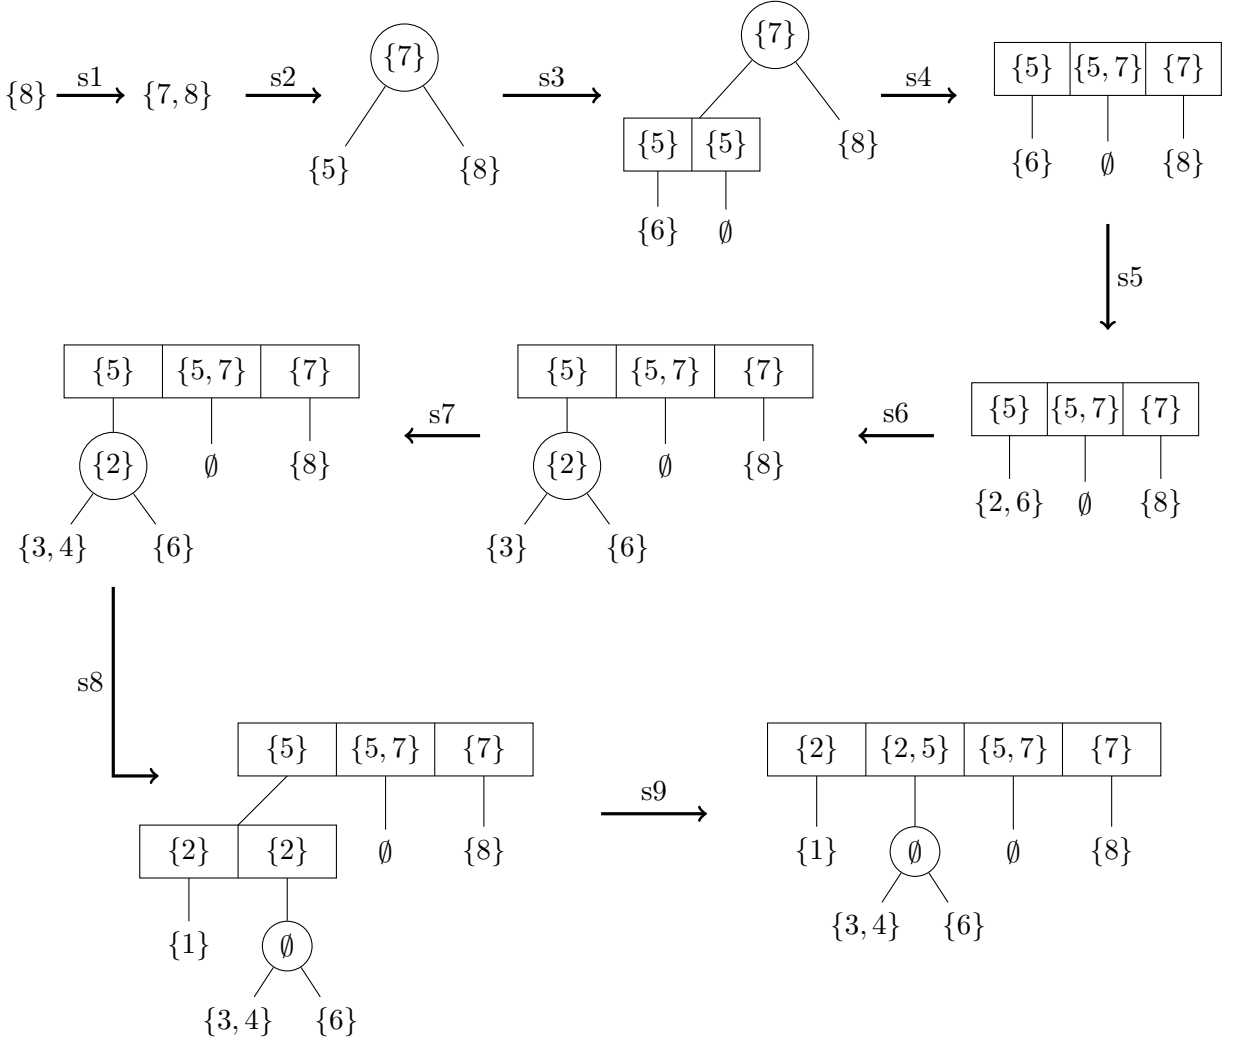 {8} s1 {7, 8} s2 {7} s3 {7} s4 {5} {5, 7} {7}
{5} {8} {5} {5} {8} {6} ∅ {8}
{6} ∅
s5
{5} {5, 7} {7} s7 {5} {5, 7} {7} s6 {5} {5, 7} {7}
{2} ∅ {8} {2} ∅ {8} {2, 6} ∅ {8}
{3, 4} {6} {3} {6}
s8
{5} {5, 7} {7} s9 {2} {2, 5} {5, 7} {7}
{2} {2} ∅ {8} {1} ∅ ∅ {8}
{1} ∅ {3, 4} {6}
{3, 4} {6}